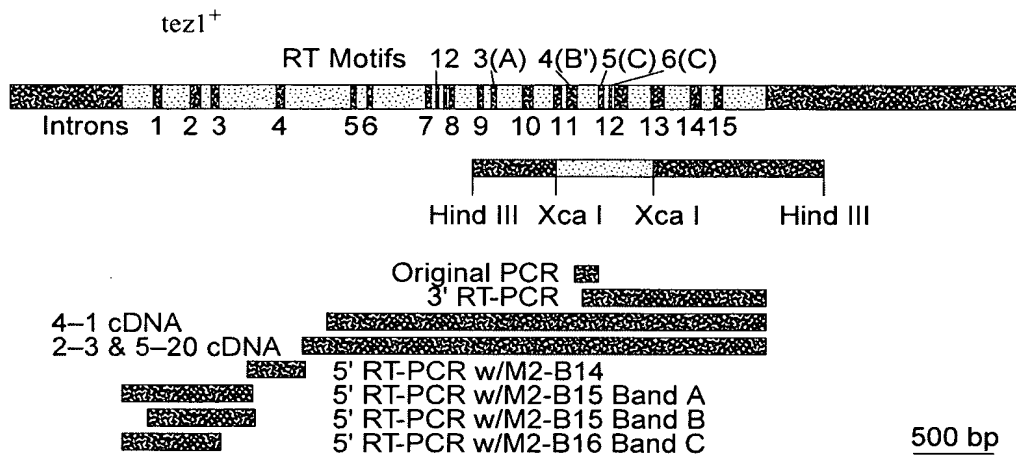 tez1+
RT Motifs 12 3(A) 4(B') 5(C) 6(C)
Introns 1 2 3 4 5 6 7 8 9 10 11 12 13 14 15
Hind III Xca I Xca I Hind III
Original PCR
3' RT-PCR
4–1 cDNA
2–3 & 5–20 cDNA
5' RT-PCR w/M2-B14
5' RT-PCR w/M2-B15 Band A
5' RT-PCR w/M2-B15 Band B
5' RT-PCR w/M2-B16 Band C
500 bp